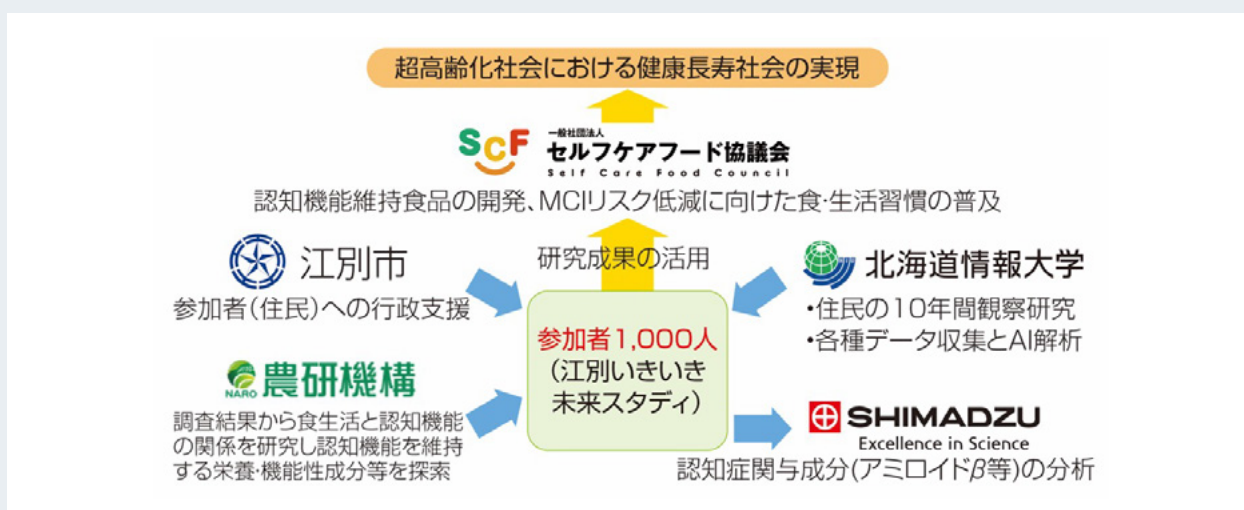 超高齢化社会における健康長寿社会の実現
SCF
一般社団法人
セルフケアフード協議会
Self Care Food Council
認知機能維持食品の開発、MCIリスク低減に向けた食·生活習慣の普及
研究成果の活用
江別市
参加者(住民)への行政支援
北海道情報大学
•住民の10年間観察研究
•各種データ収集とAI解析
参加者1,000人
(江別いきいき
未来スタディ)
NARO 農研機構
調査結果から食生活と認知機能
の関係を研究し認知機能を維持
する栄養·機能性成分等を探索
SHIMADZU
Excellence in Science
認知症関与成分(アミロイドβ等)の分析